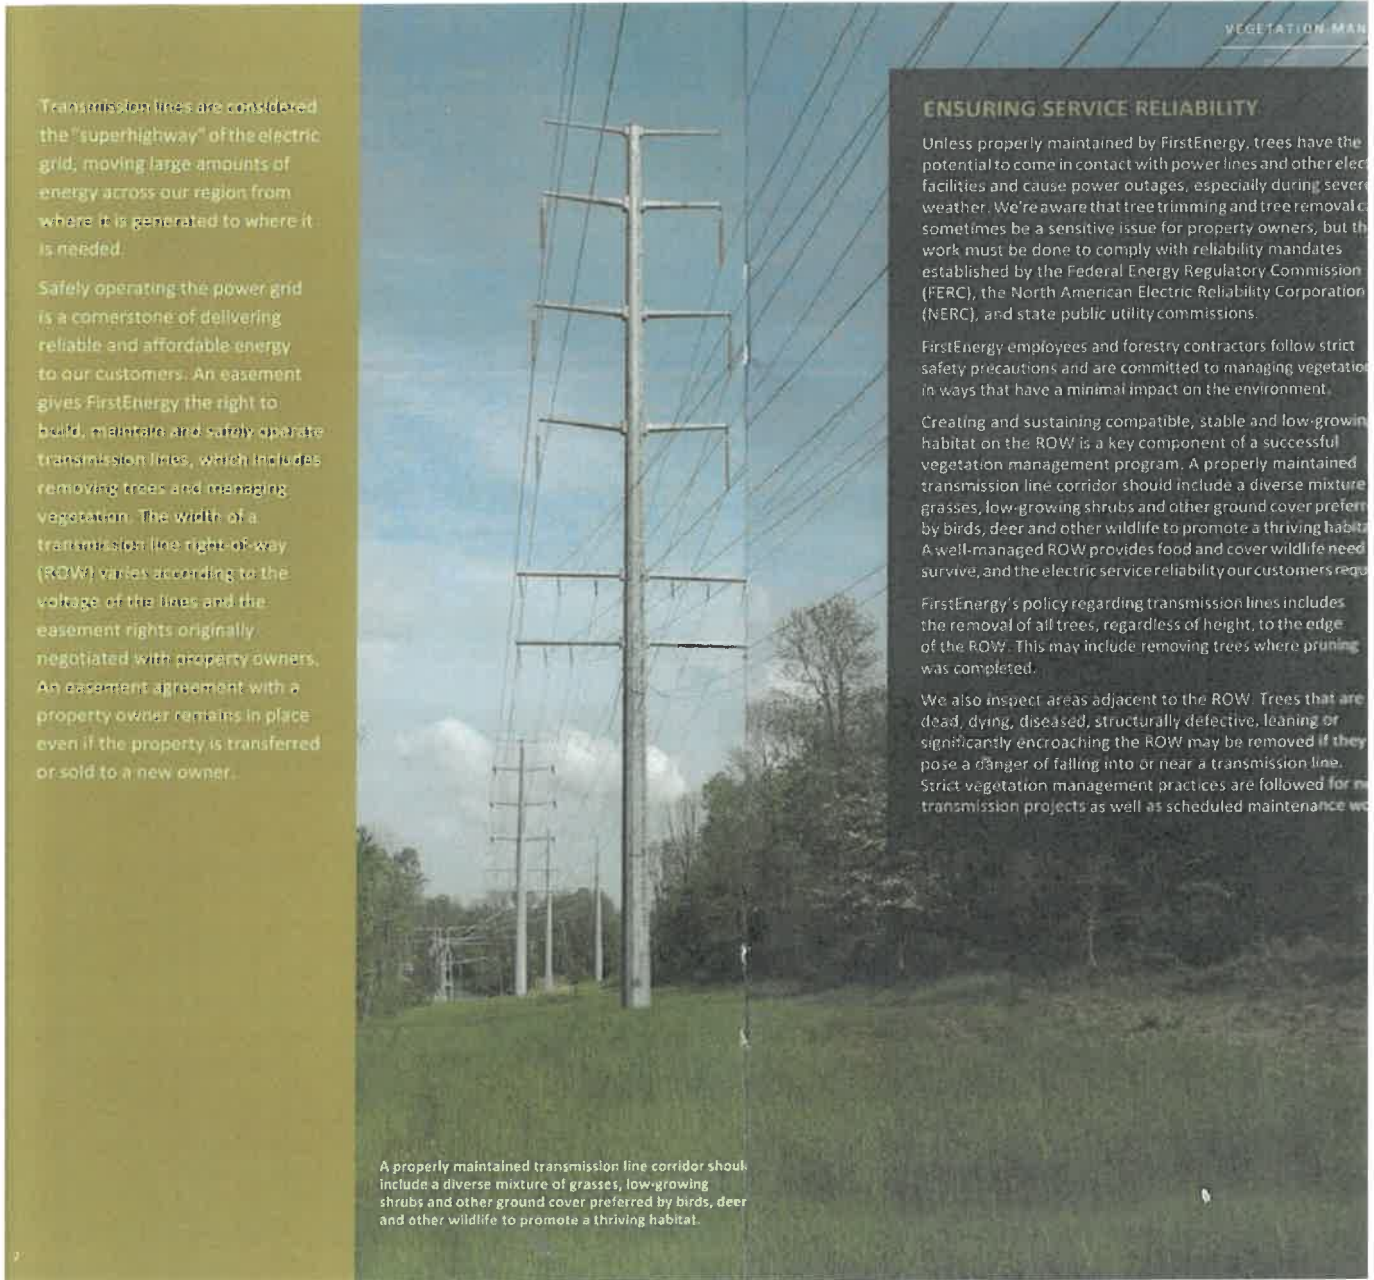 Transmission lines are considered
the "superhighway" of the electric
grid, moving large amounts of
energy across our region from
where it is generated to where it
is needed.
Safely operating the power grid
is a cornerstone of delivering
reliable and affordable energy
to our customers. An easement
gives FirstEnergy the right to
build, maintain and safely operate
transmission lines, which includes
removing trees and managing
vegetation. The width of a
transmission line right-of-way
(ROW) varies according to the
voltage of the lines and the
easement rights originally
negotiated with property owners.
An easement agreement with a
property owner remains in place
even if the property is transferred
or sold to a new owner.
A properly maintained transmission line corridor shoul
include a diverse mixture of grasses, low-growing
shrubs and other ground cover preferred by birds, deer
and other wildlife to promote a thriving habitat.
VEGETATION MAN
ENSURING SERVICE RELIABILITY
Unless properly maintained by FirstEnergy, trees have the
potential to come in contact with power lines and other elec
facilities and cause power outages, especially during severe
weather. We're aware that tree trimming and tree removal c
sometimes be a sensitive issue for property owners, but th
work must be done to comply with reliability mandates
established by the Federal Energy Regulatory Commission
(FERC), the North American Electric Reliability Corporation
(NERC), and state public utility commissions.
FirstEnergy employees and forestry contractors follow strict
safety precautions and are committed to managing vegetation
in ways that have a minimal impact on the environment.
Creating and sustaining compatible, stable and low-growin
habitat on the ROW is a key component of a successful
vegetation management program. A properly maintained
transmission line corridor should include a diverse mixture
grasses, low-growing shrubs and other ground cover preferr
by birds, deer and other wildlife to promote a thriving habita
A well-managed ROW provides food and cover wildlife need
survive, and the electric service reliability our customers requ
FirstEnergy's policy regarding transmission lines includes
the removal of all trees, regardless of height, to the edge
of the ROW. This may include removing trees where pruning
was completed.
We also inspect areas adjacent to the ROW. Trees that are
dead, dying, diseased, structurally defective, leaning or
significantly encroaching the ROW may be removed if they
pose a danger of falling into or near a transmission line.
Strict vegetation management practices are followed for n
transmission projects as well as scheduled maintenance wo